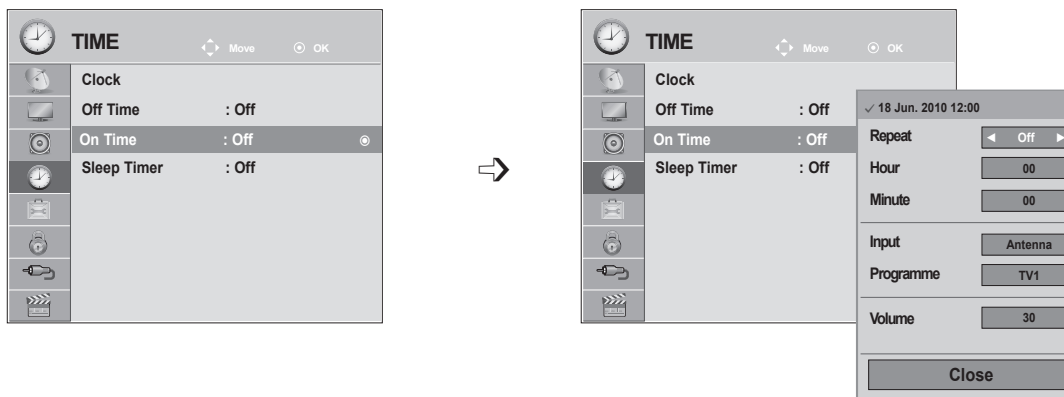 TIME Move OK
Clock
Off Time : Off
On Time : Off
Sleep Timer : Off
TIME Move OK
Clock
Off Time : Off
On Time : Off
Sleep Timer : Off
✓ 18 Jun. 2010 12:00
Repeat ◄ Off ►
Hour 00
Minute 00
Input Antenna
Programme TV1
Volume 30
Close